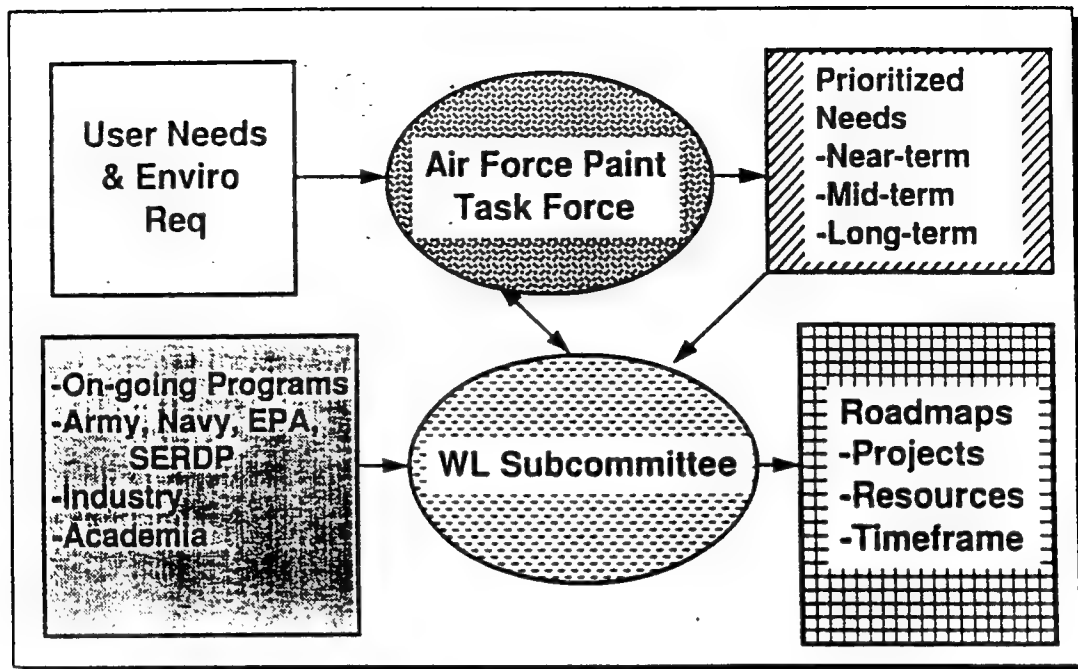 User Needs
& Enviro
Req
Air Force Paint
Task Force
Prioritized
Needs
-Near-term
-Mid-term
-Long-term
-On-going Programs
-Army, Navy, EPA,
SERDP
-Industry
-Academia
WL Subcommittee
Roadmaps
-Projects
-Resources
-Timeframe